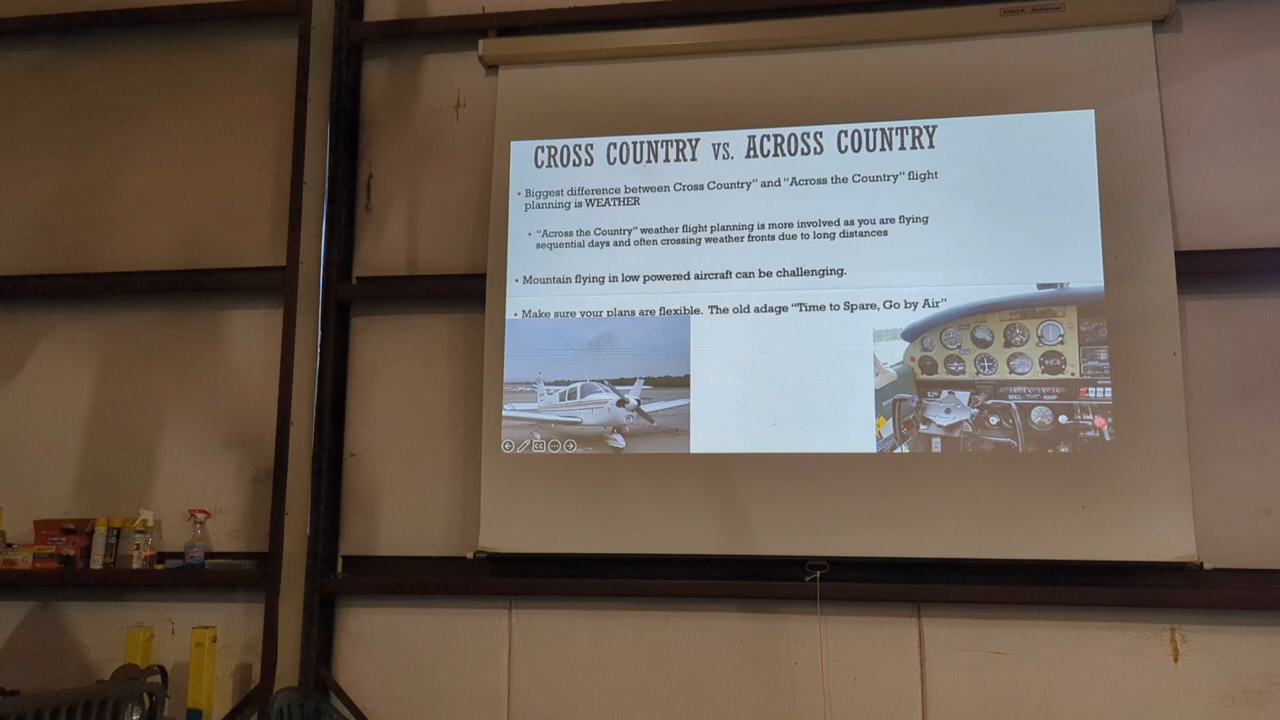 KNOX
CROSS COUNTRY VS. ACROSS COUNTRY
• Biggest difference between Cross Country" and "Across the Country" flight
planning is WEATHER
• "Across the Country" weather flight planning is more involved as you are flying
sequential days and often crossing weather fronts due to long distances
• Mountain flying in low powered aircraft can be challenging.
• Make sure your plans are flexible. The old adage "Time to Spare, Go by Air"
CC